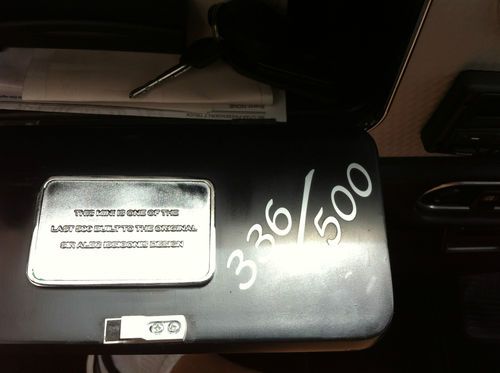 THIS MINI IS ONE OF THE
LAST 500 BUILT TO THE ORIGINAL
SIR ALEC ISSIGONIS DESIGN
336/500